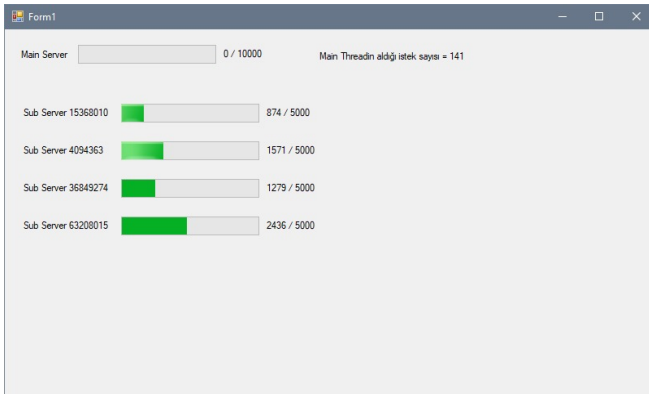 Form1
Main Server 0 / 10000 Main Threadin aldığı istek sayısı = 141
Sub Server 15368010 874 / 5000
Sub Server 4094363 1571 / 5000
Sub Server 36849274 1279 / 5000
Sub Server 63208015 2436 / 5000